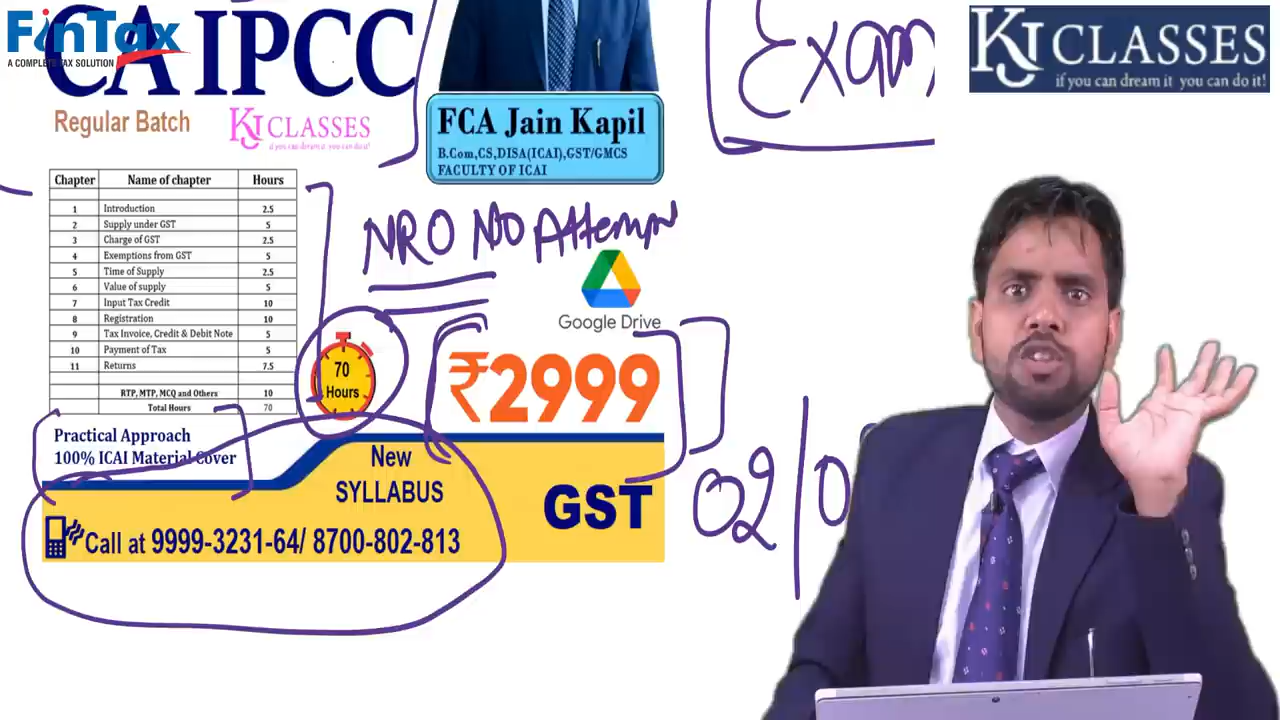 FinTax
A COMPLETE TAX SOLUTION
CA IPCC
Regular Batch
KJ CLASSES
if you can dream it you can do it!
FCA Jain Kapil
B.Com,CS,DISA(ICAI),GST/GMCS
FACULTY OF ICAI
Exam
KJ CLASSES
if you can dream it you can do it!
Chapter Name of chapter Hours
1 Introduction 2.5
2 Supply under GST 5
3 Charge of GST 2.5
4 Exemptions from GST 5
5 Time of Supply 2.5
6 Value of supply 5
7 Input Tax Credit 10
8 Registration 10
9 Tax Invoice, Credit & Debit Note 5
10 Payment of Tax 5
11 Returns 7.5
RTP, MTP, MCQ and Others 10
Total Hours 70
NRO NO Attempt
Google Drive
70
Hours
₹2999
Practical Approach
100% ICAI Material Cover
New
SYLLABUS
GST
02/0
Call at 9999-3231-64/ 8700-802-813